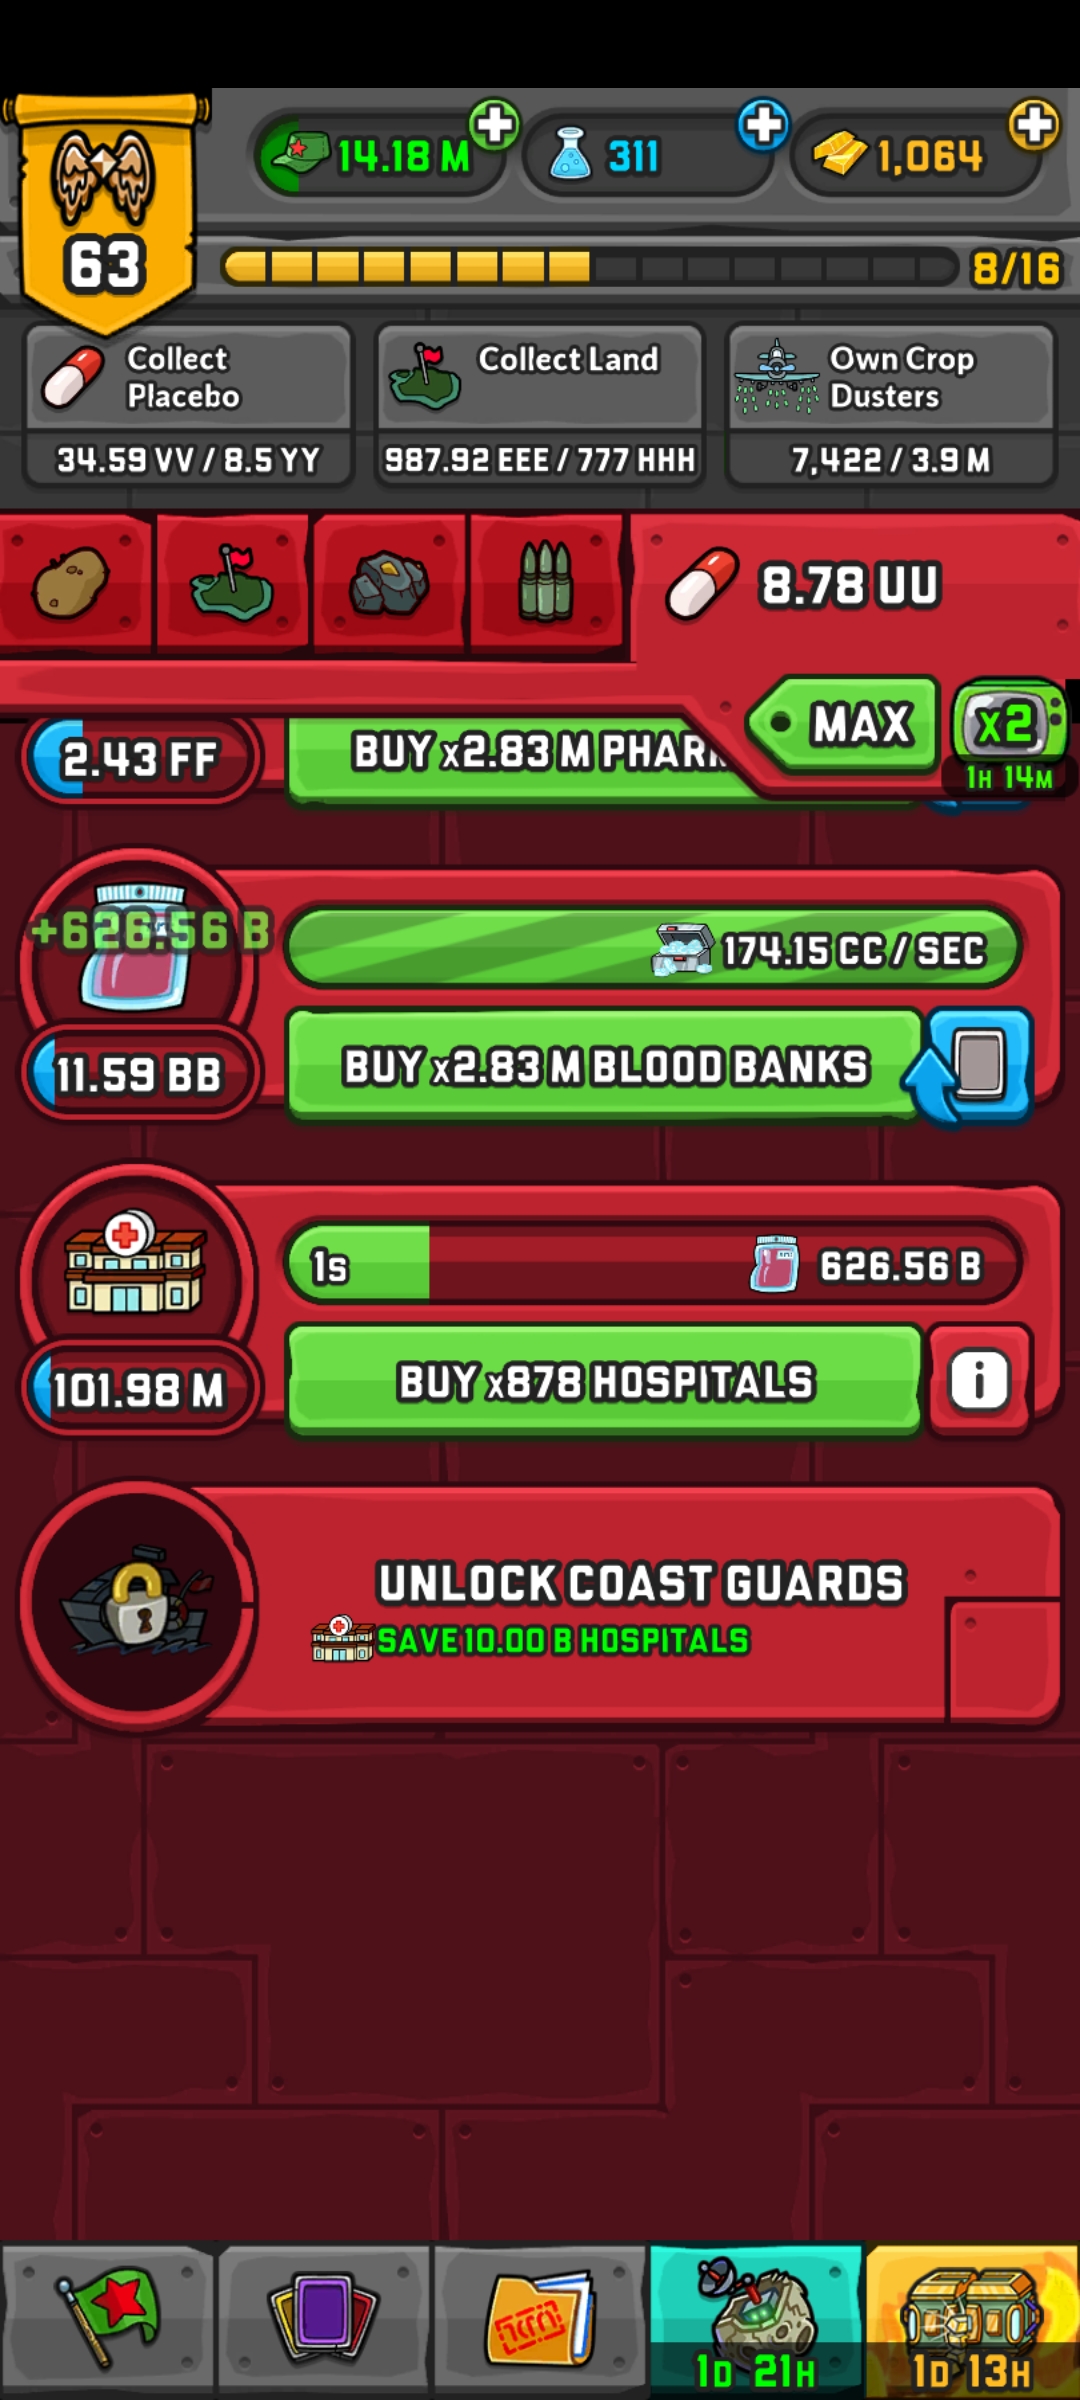 14.18 M
311
1,064
63
8/16
Collect
Placebo
34.59 VV / 8.5 YY
Collect Land
987.92 EEE / 777 HHH
Own Crop
Dusters
7,422 / 3.9 M
8.78 UU
MAX
x2
1H 14M
2.43 FF
BUY x2.83 M PHAR
+626.56 B
174.15 CC / SEC
11.59 BB
BUY x2.83 M BLOOD BANKS
1s
626.56 B
101.98 M
BUY x878 HOSPITALS
i
UNLOCK COAST GUARDS
SAVE 10.00 B HOSPITALS
1D 21H
1D 13H